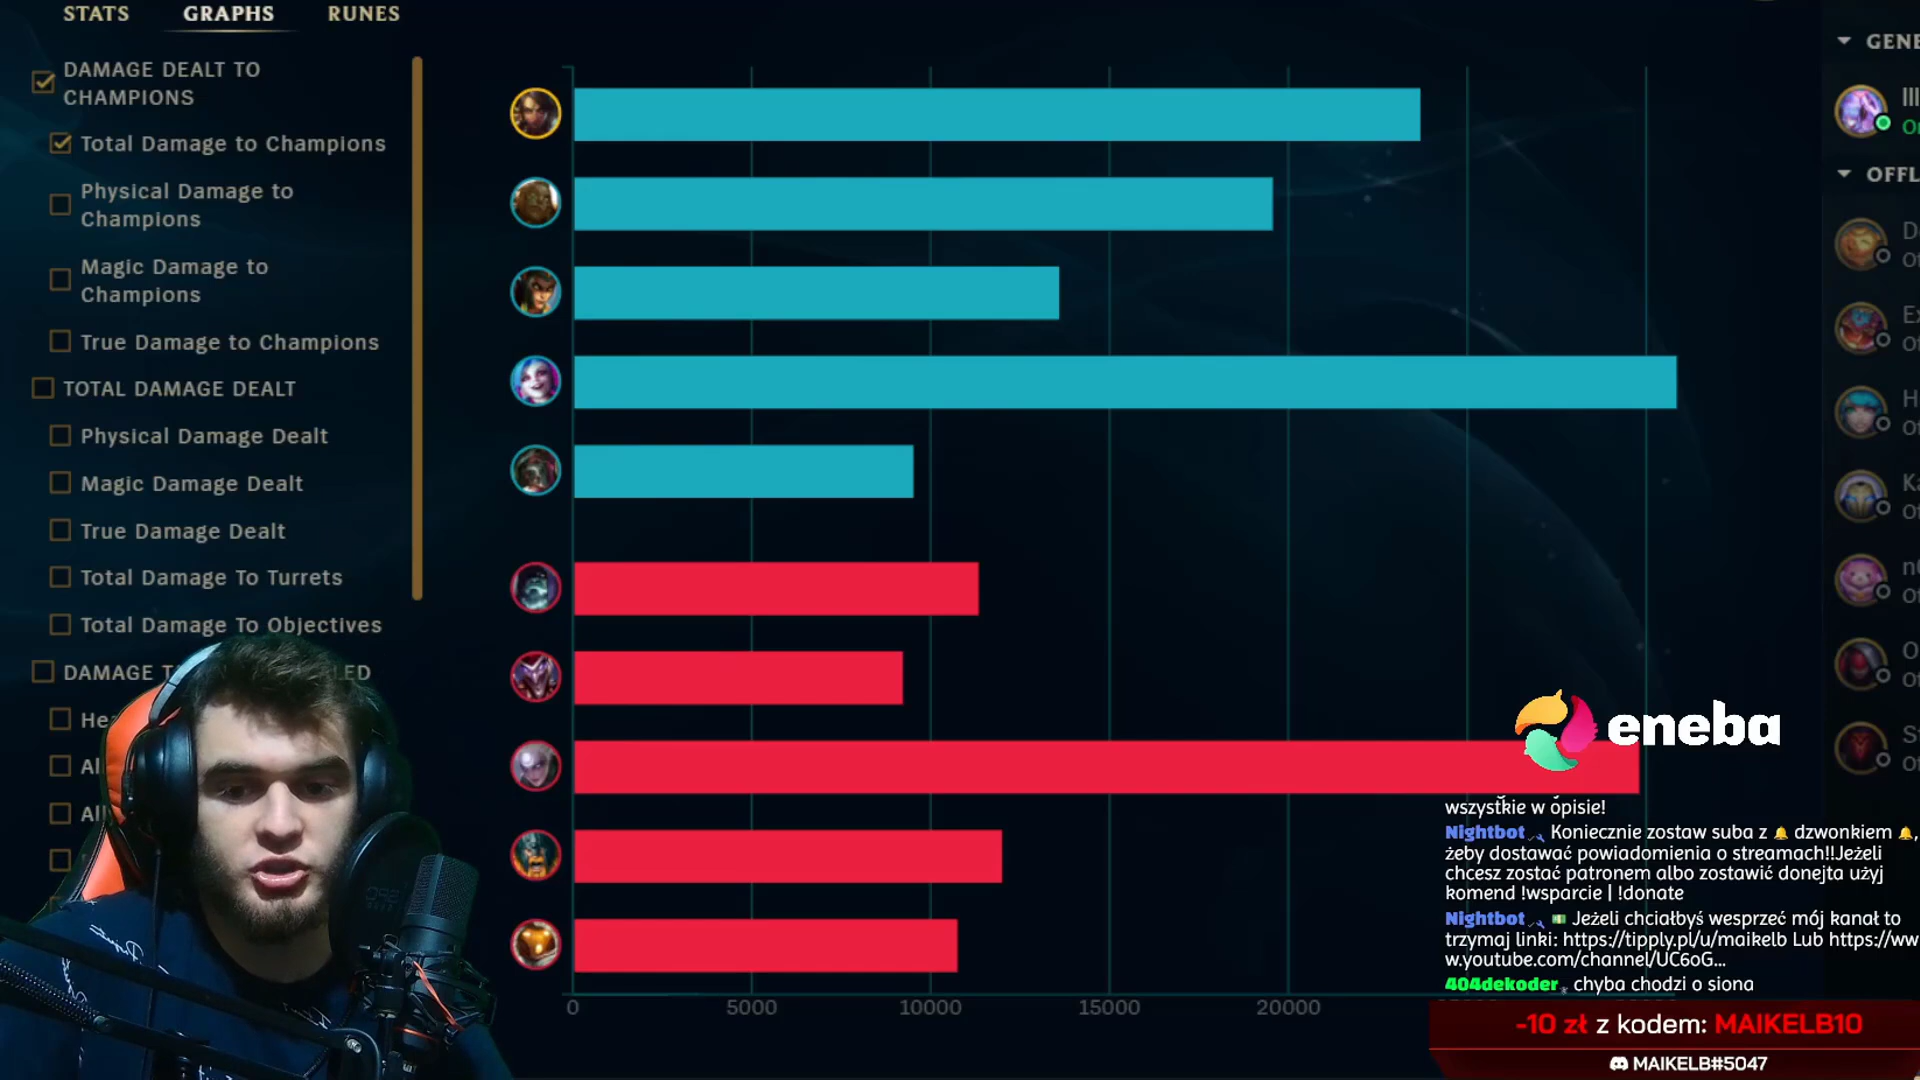 STATS
GRAPHS
RUNES
DAMAGE DEALT TO
CHAMPIONS
Total Damage to Champions
Physical Damage to
Champions
Magic Damage to
Champions
True Damage to Champions
TOTAL DAMAGE DEALT
Physical Damage Dealt
Magic Damage Dealt
True Damage Dealt
Total Damage To Turrets
Total Damage To Objectives
DAMAGE T
LED
He
Al
All
0
5000
10000
15000
20000
GENE
OFFL
eneba
wszystkie w opisie!
Nightbot Koniecznie zostaw suba z 🔔 dzwonkiem 🔔,
żeby dostawać powiadomienia o streamach!!Jeżeli
chcesz zostać patronem albo zostawić donejta użyj
komend !wsparcie | !donate
Nightbot 💵 Jeżeli chciałbyś wesprzeć mój kanał to
trzymaj linki: https://tipply.pl/u/maikelb Lub https://ww
w.youtube.com/channel/UC6oG...
404dekoder chyba chodzi o siona
-10 zł z kodem: MAIKELB10
MAIKELB#5047